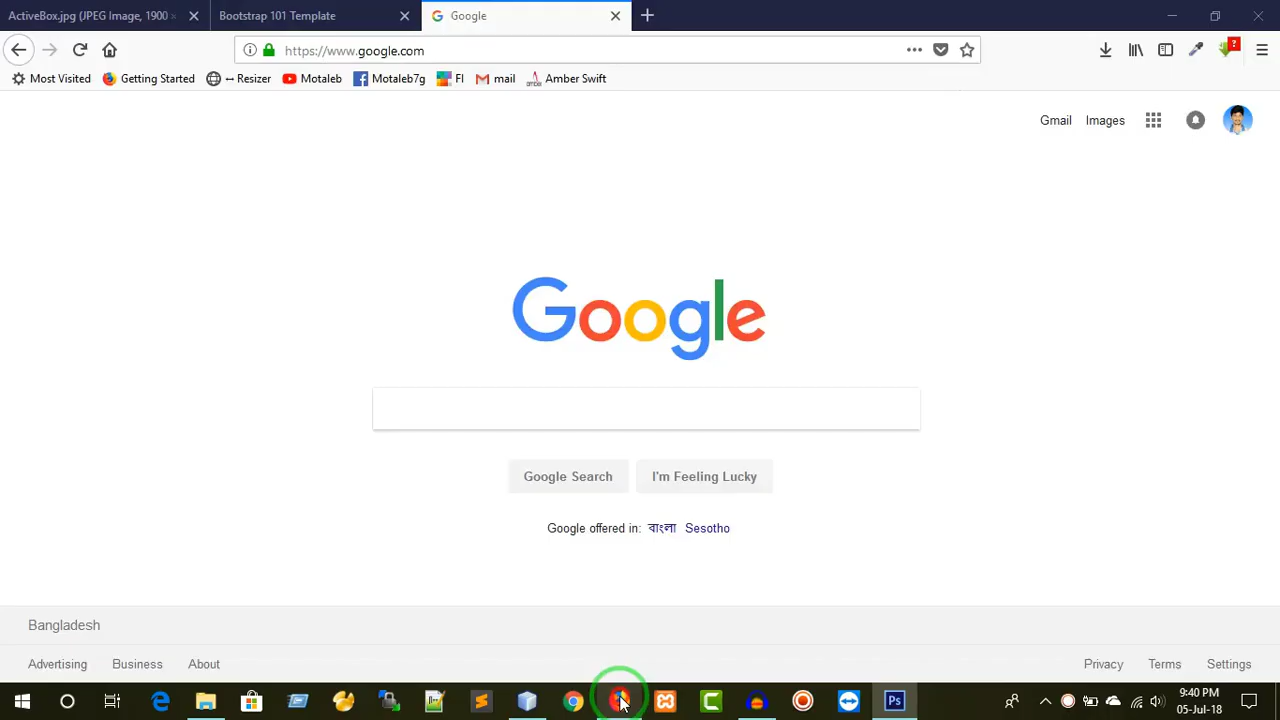 ActiveBox.jpg (JPEG Image, 1900
Bootstrap 101 Template
Google
https://www.google.com
Most Visited
Getting Started
↔ Resizer
Motaleb
Motaleb7g
FI
mail
Amber Swift
Gmail
Images
Google
Google Search
I'm Feeling Lucky
Google offered in: বাংলা Sesotho
Bangladesh
Advertising
Business
About
Privacy
Terms
Settings
Ps
9:40 PM
05-Jul-18